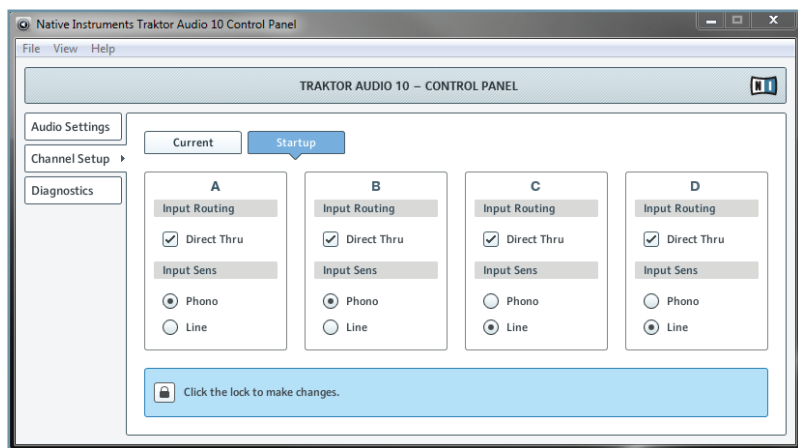 Native Instruments Traktor Audio 10 Control Panel
File View Help
TRAKTOR AUDIO 10 – CONTROL PANEL
NI
Audio Settings
Channel Setup
Diagnostics
Current Startup
A B C D
Input Routing Input Routing Input Routing Input Routing
Direct Thru Direct Thru Direct Thru Direct Thru
Input Sens Input Sens Input Sens Input Sens
Phono Phono Phono Phono
Line Line Line Line
Click the lock to make changes.